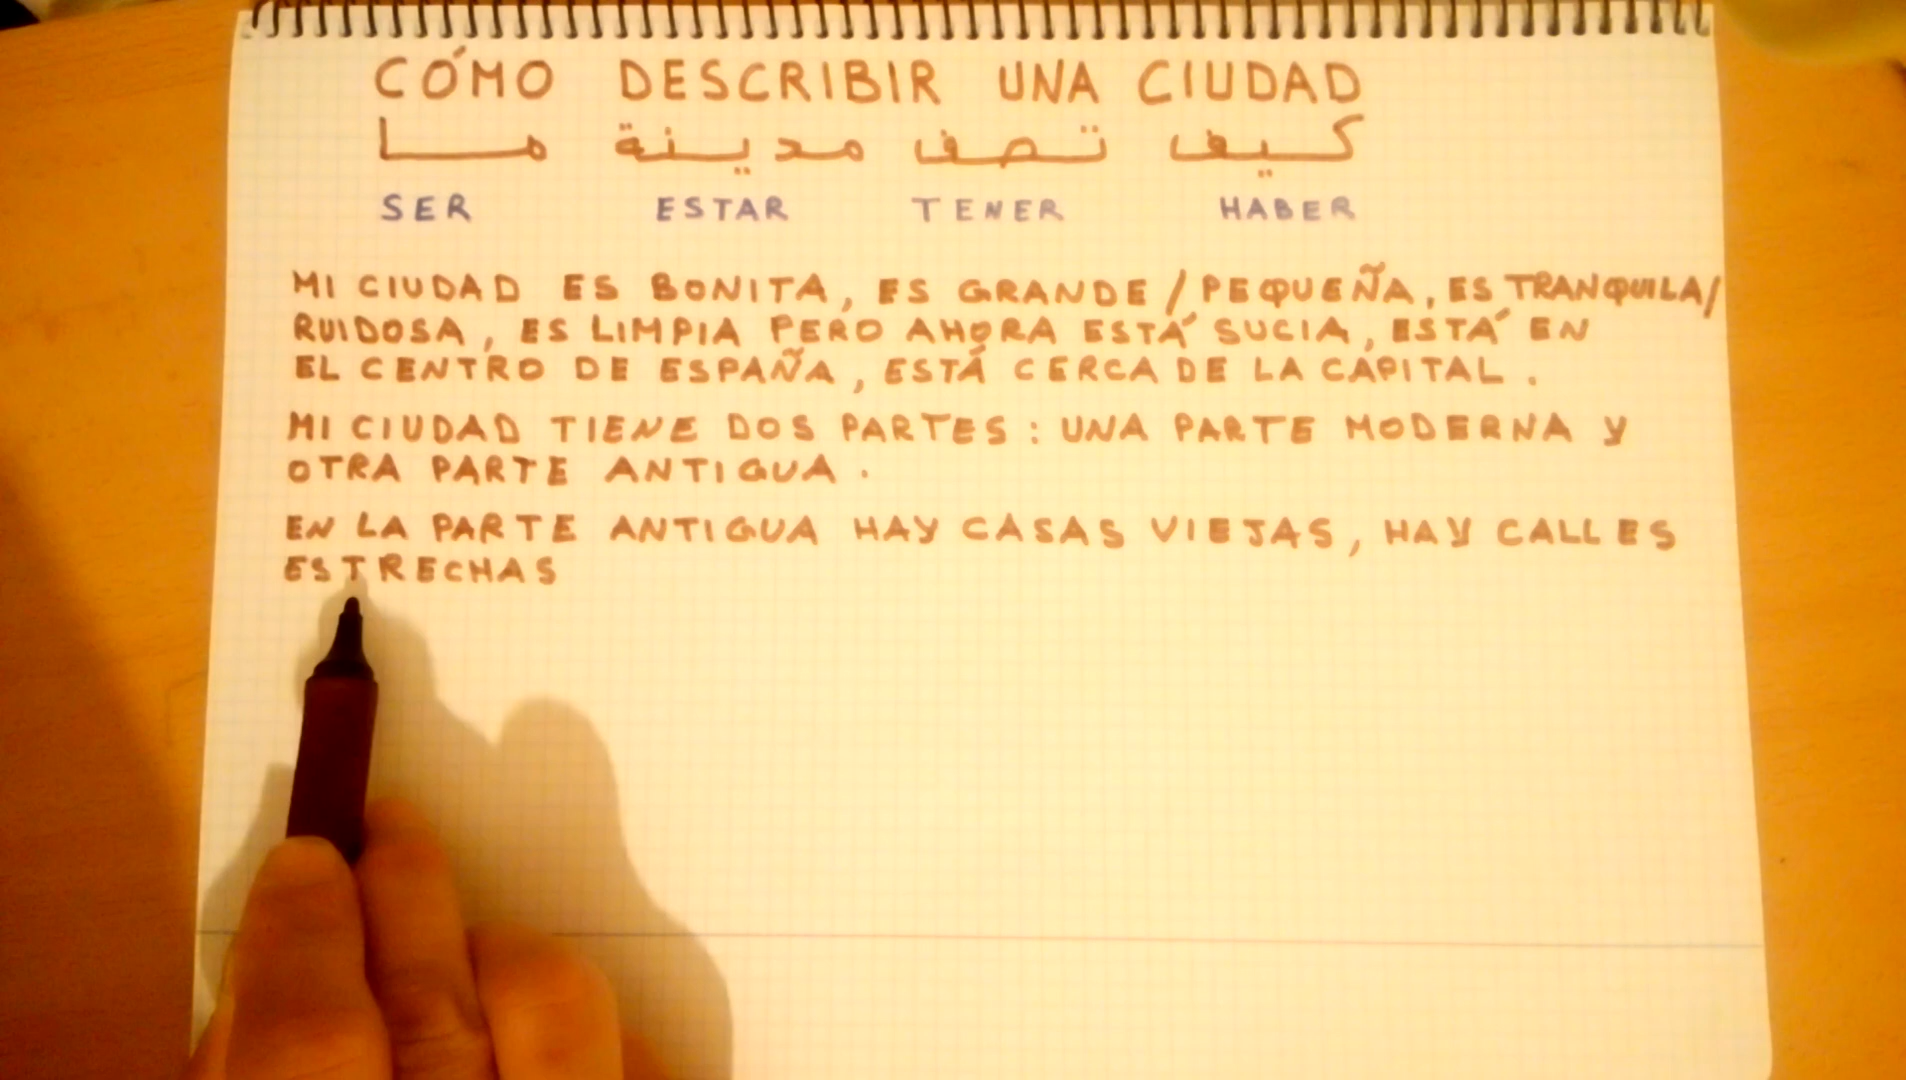 CÓMO DESCRIBIR UNA CIUDAD
كيف تصف مدينة ما
SER ESTAR TENER HABER
MI CIUDAD ES BONITA, ES GRANDE/PEQUEÑA, ES TRANQUILA/
RUIDOSA, ES LIMPIA PERO AHORA ESTÁ SUCIA, ESTÁ EN
EL CENTRO DE ESPAÑA, ESTÁ CERCA DE LA CAPITAL.
MI CIUDAD TIENE DOS PARTES: UNA PARTE MODERNA Y
OTRA PARTE ANTIGUA.
EN LA PARTE ANTIGUA HAY CASAS VIEJAS, HAY CALLES
ESTRECHAS